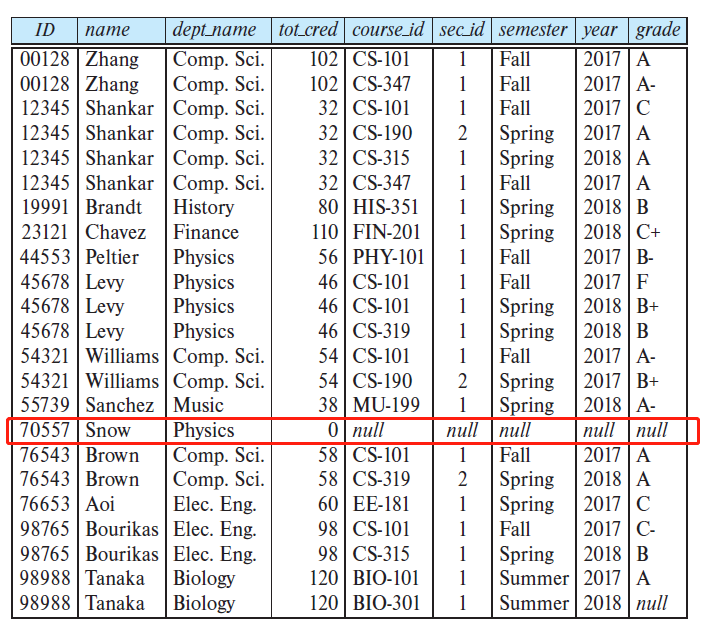 ID name dept_name tot_cred course_id sec_id semester year grade
00128 Zhang Comp. Sci. 102 CS-101 1 Fall 2017 A
00128 Zhang Comp. Sci. 102 CS-347 1 Fall 2017 A-
12345 Shankar Comp. Sci. 32 CS-101 1 Fall 2017 C
12345 Shankar Comp. Sci. 32 CS-190 2 Spring 2017 A
12345 Shankar Comp. Sci. 32 CS-315 1 Spring 2018 A
12345 Shankar Comp. Sci. 32 CS-347 1 Fall 2017 A
19991 Brandt History 80 HIS-351 1 Spring 2018 B
23121 Chavez Finance 110 FIN-201 1 Spring 2018 C+
44553 Peltier Physics 56 PHY-101 1 Fall 2017 B-
45678 Levy Physics 46 CS-101 1 Fall 2017 F
45678 Levy Physics 46 CS-101 1 Spring 2018 B+
45678 Levy Physics 46 CS-319 1 Spring 2018 B
54321 Williams Comp. Sci. 54 CS-101 1 Fall 2017 A-
54321 Williams Comp. Sci. 54 CS-190 2 Spring 2017 B+
55739 Sanchez Music 38 MU-199 1 Spring 2018 A-
70557 Snow Physics 0 null null null null null
76543 Brown Comp. Sci. 58 CS-101 1 Fall 2017 A
76543 Brown Comp. Sci. 58 CS-319 2 Spring 2018 A
76653 Aoi Elec. Eng. 60 EE-181 1 Spring 2017 C
98765 Bourikas Elec. Eng. 98 CS-101 1 Fall 2017 C-
98765 Bourikas Elec. Eng. 98 CS-315 1 Spring 2018 B
98988 Tanaka Biology 120 BIO-101 1 Summer 2017 A
98988 Tanaka Biology 120 BIO-301 1 Summer 2018 null